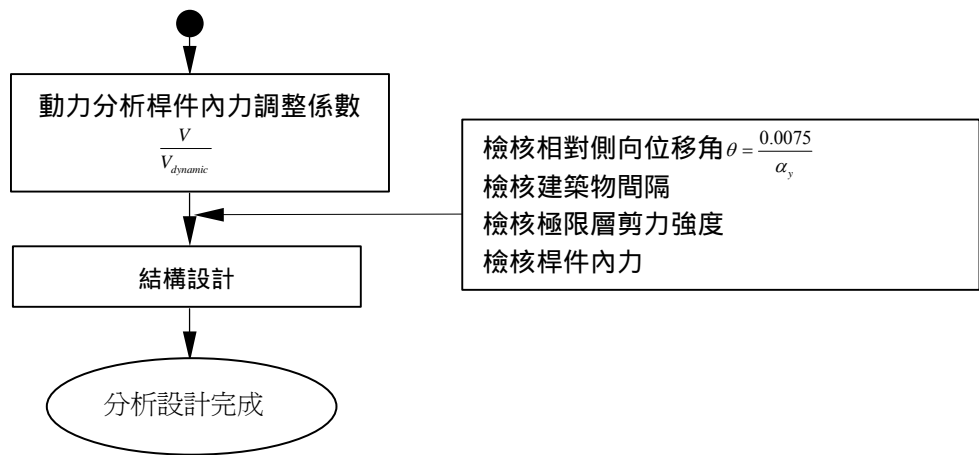 動力分析桿件內力調整係數
V / V_dynamic
檢核相對側向位移角 θ = 0.0075 / α_y
檢核建築物間隔
檢核極限層剪力強度
檢核桿件內力
結構設計
分析設計完成